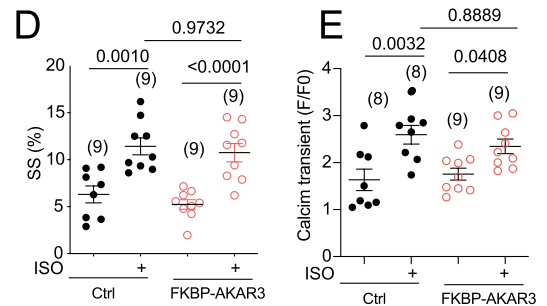 D
0.9732
0.0010
<0.0001
(9)
(9)
(9)
(9)
SS (%)
20
15
10
5
0
ISO
+
+
Ctrl
FKBP-AKAR3
E
0.8889
0.0032
0.0408
(8)
(8)
(9)
(9)
Calcim transient (F/F0)
4
3
2
1
0
ISO
+
+
Ctrl
FKBP-AKAR3